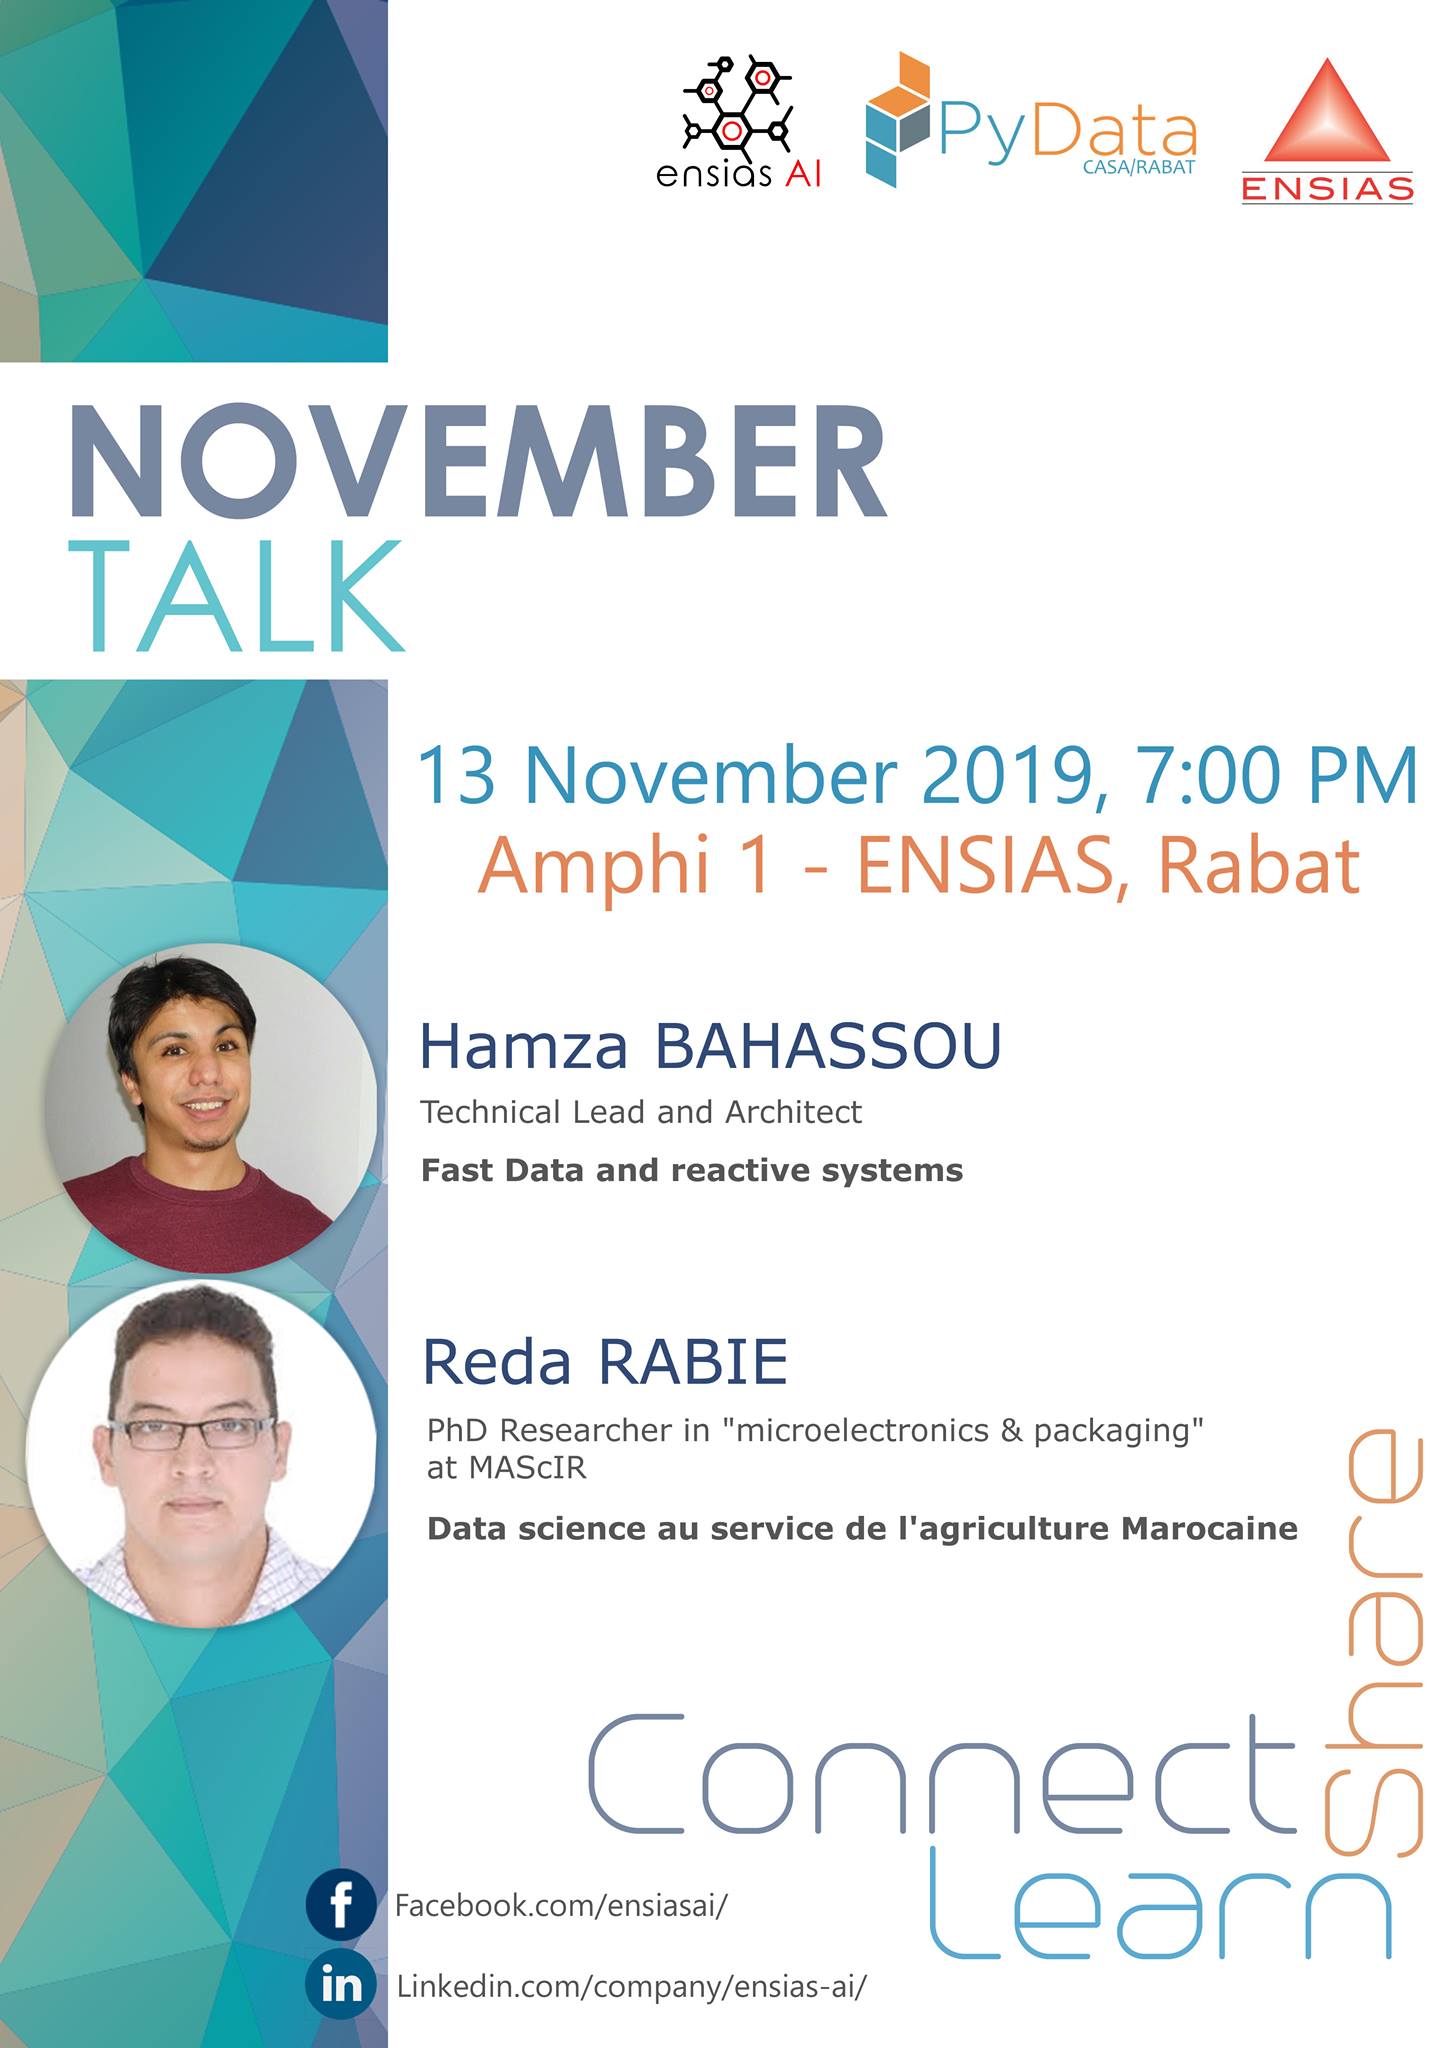 ensias AI
PyData
CASA/RABAT
ENSIAS
NOVEMBER
TALK
13 November 2019, 7:00 PM
Amphi 1 - ENSIAS, Rabat
Hamza BAHASSOU
Technical Lead and Architect
Fast Data and reactive systems
Reda RABIE
PhD Researcher in "microelectronics & packaging"
at MAScIR
Data science au service de l'agriculture Marocaine
Connect
Share
Learn
f
Facebook.com/ensiasai/
in
Linkedin.com/company/ensias-ai/